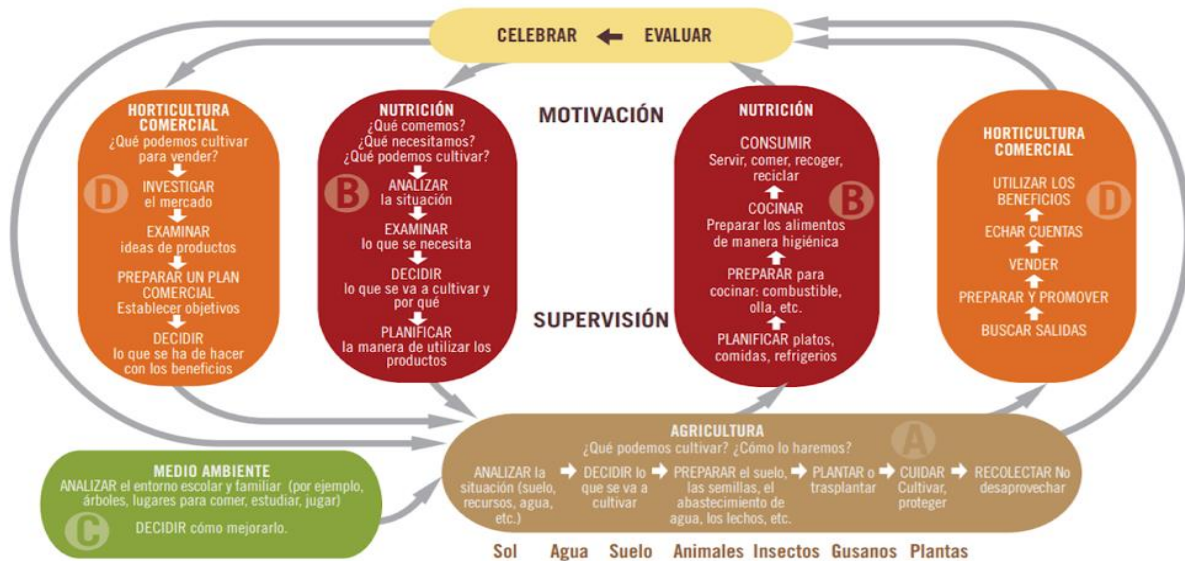 CELEBRAR ← EVALUAR
HORTICULTURA
COMERCIAL
¿Qué podemos cultivar
para vender?
D
INVESTIGAR
el mercado
EXAMINAR
ideas de productos
PREPARAR UN PLAN
COMERCIAL
Establecer objetivos
DECIDIR
lo que se ha de hacer
con los beneficios
NUTRICIÓN
¿Qué comemos?
¿Qué necesitamos?
¿Qué podemos cultivar?
B
ANALIZAR
la situación
EXAMINAR
lo que se necesita
DECIDIR
lo que se va a cultivar y
por qué
PLANIFICAR
la manera de utilizar los
productos
MOTIVACIÓN
SUPERVISIÓN
NUTRICIÓN
CONSUMIR
Servir, comer, recoger,
reciclar
B
COCINAR
Preparar los alimentos
de manera higiénica
PREPARAR para
cocinar: combustible,
olla, etc.
PLANIFICAR platos,
comidas, refrigerios
HORTICULTURA
COMERCIAL
UTILIZAR LOS
BENEFICIOS
D
ECHAR CUENTAS
VENDER
PREPARAR Y PROMOVER
BUSCAR SALIDAS
MEDIO AMBIENTE
ANALIZAR el entorno escolar y familiar (por ejemplo,
árboles, lugares para comer, estudiar, jugar)
C
DECIDIR cómo mejorarlo.
AGRICULTURA
¿Qué podemos cultivar? ¿Cómo lo haremos?
A
ANALIZAR la
situación (suelo,
recursos, agua,
etc.)
DECIDIR lo
que se va a
cultivar
PREPARAR el suelo,
las semillas, el
abastecimiento de
agua, los lechos, etc.
PLANTAR o
trasplantar
CUIDAR
Cultivar,
proteger
RECOLECTAR No
desaprovechar
Sol Agua Suelo Animales Insectos Gusanos Plantas